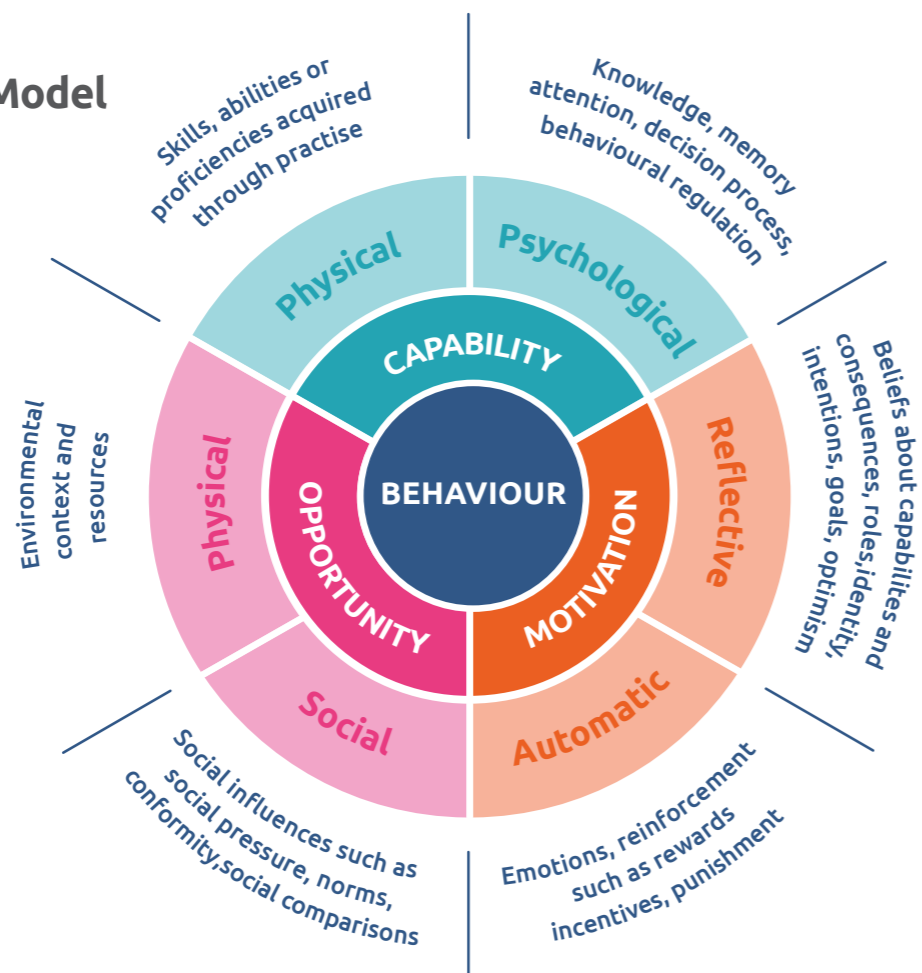 Model
Skills, abilities or
proficiencies acquired
through practise
Knowledge, memory
attention, decision process,
behavioural regulation
Physical
Psychological
CAPABILITY
Environmental
context and
resources
Physical
OPPORTUNITY
BEHAVIOUR
MOTIVATION
Reflective
Beliefs about capabilites and
consequences, roles,identity,
intentions, goals, optimism
Social
Automatic
Social influences such as
social pressure, norms,
conformity,social comparisons
Emotions, reinforcement
such as rewards
incentives, punishment